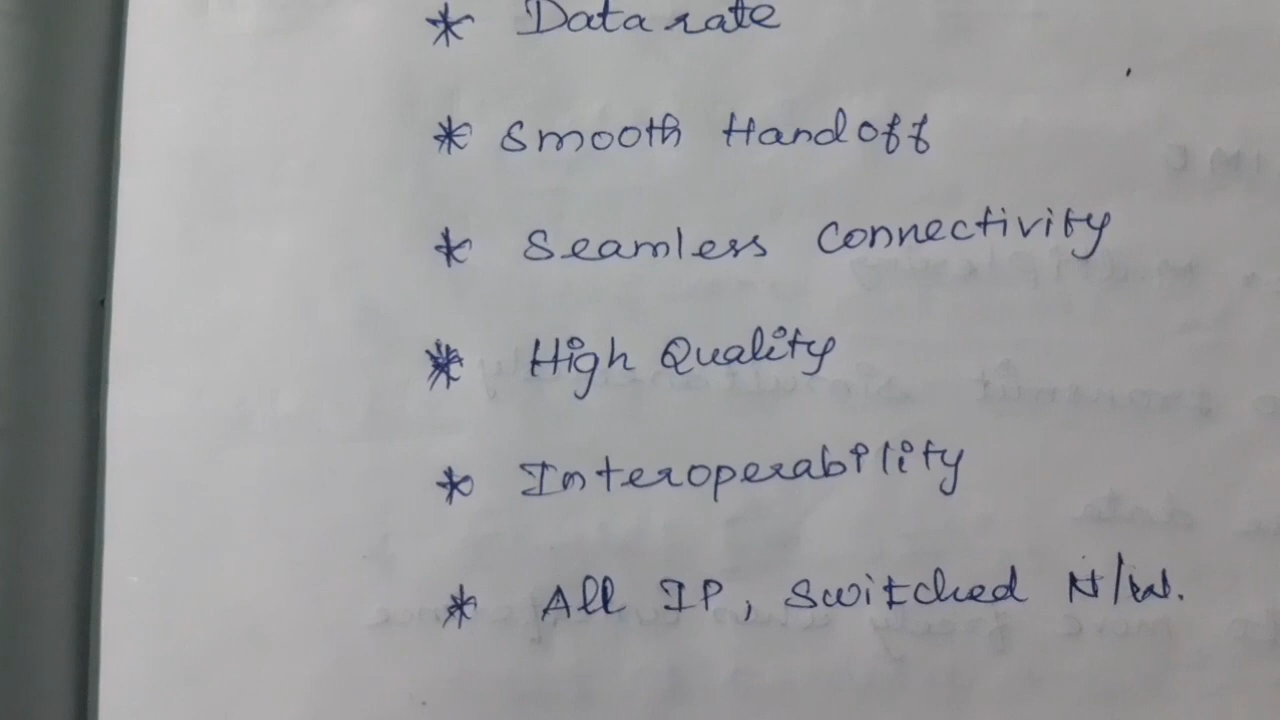 * Data rate
* Smooth Handoff
* Seamless Connectivity
* High Quality
* Interoperability
* All IP, Switched N/w.